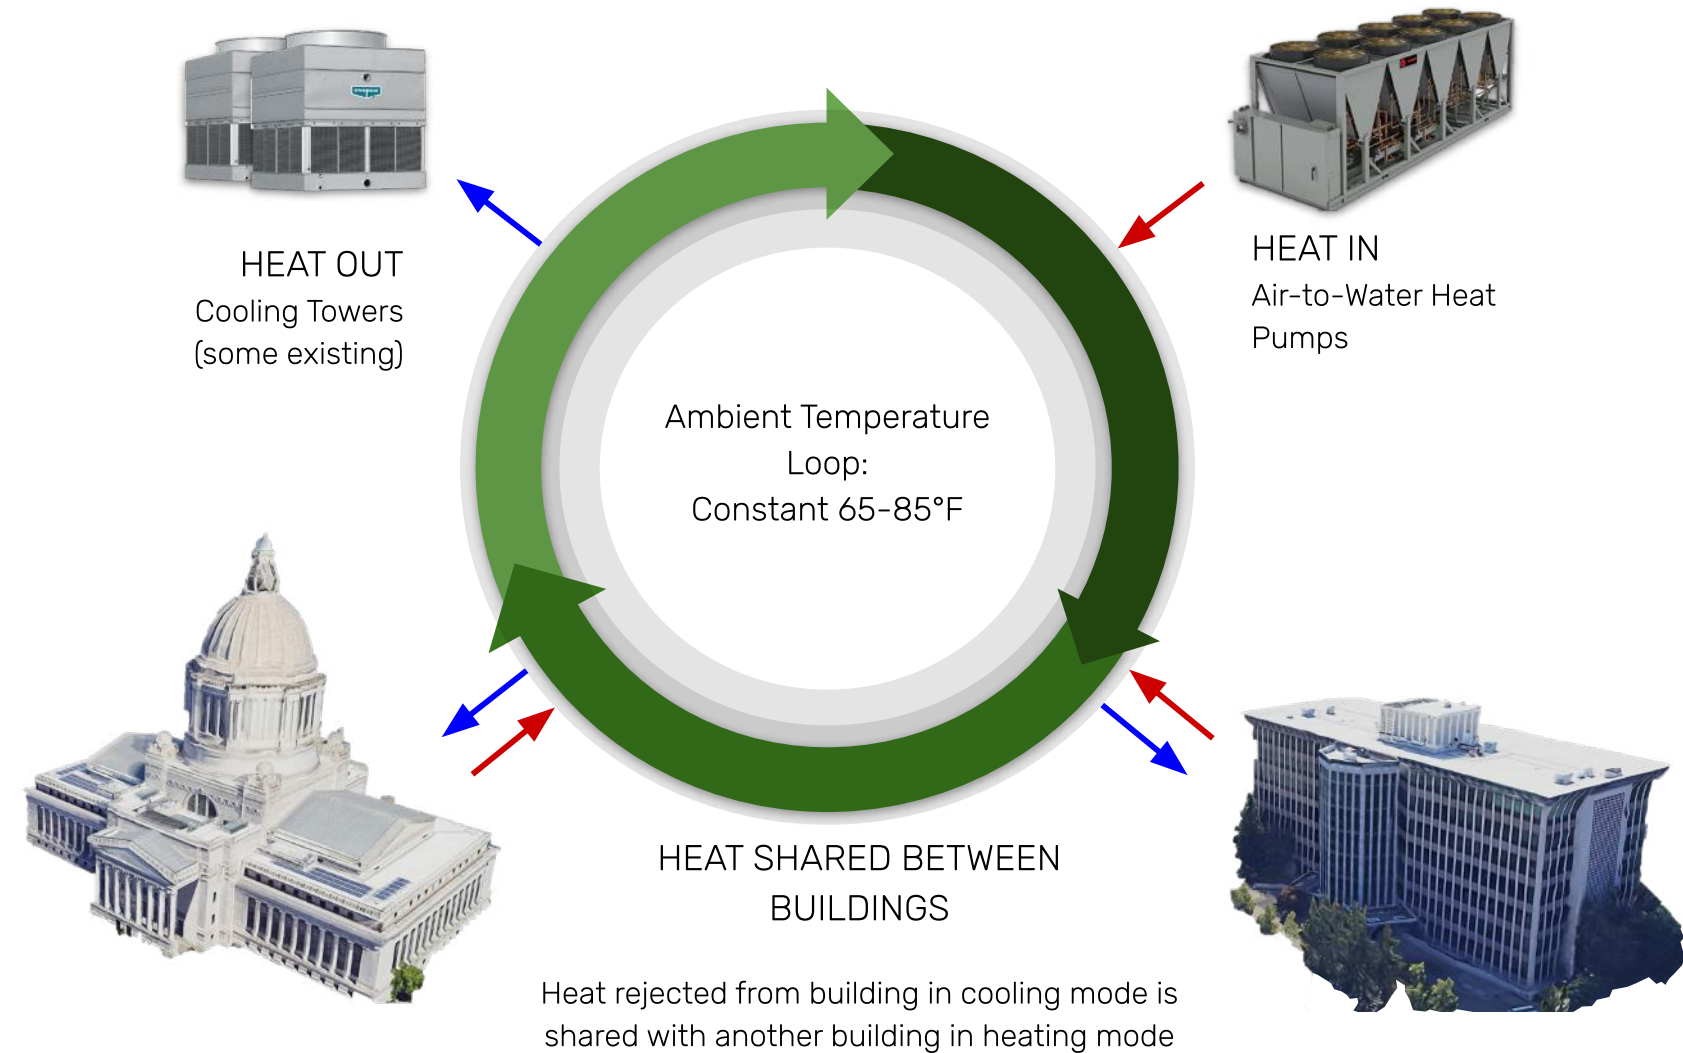 HEAT OUT
Cooling Towers
(some existing)
HEAT IN
Air-to-Water Heat
Pumps
Ambient Temperature
Loop:
Constant 65-85°F
HEAT SHARED BETWEEN
BUILDINGS
Heat rejected from building in cooling mode is
shared with another building in heating mode